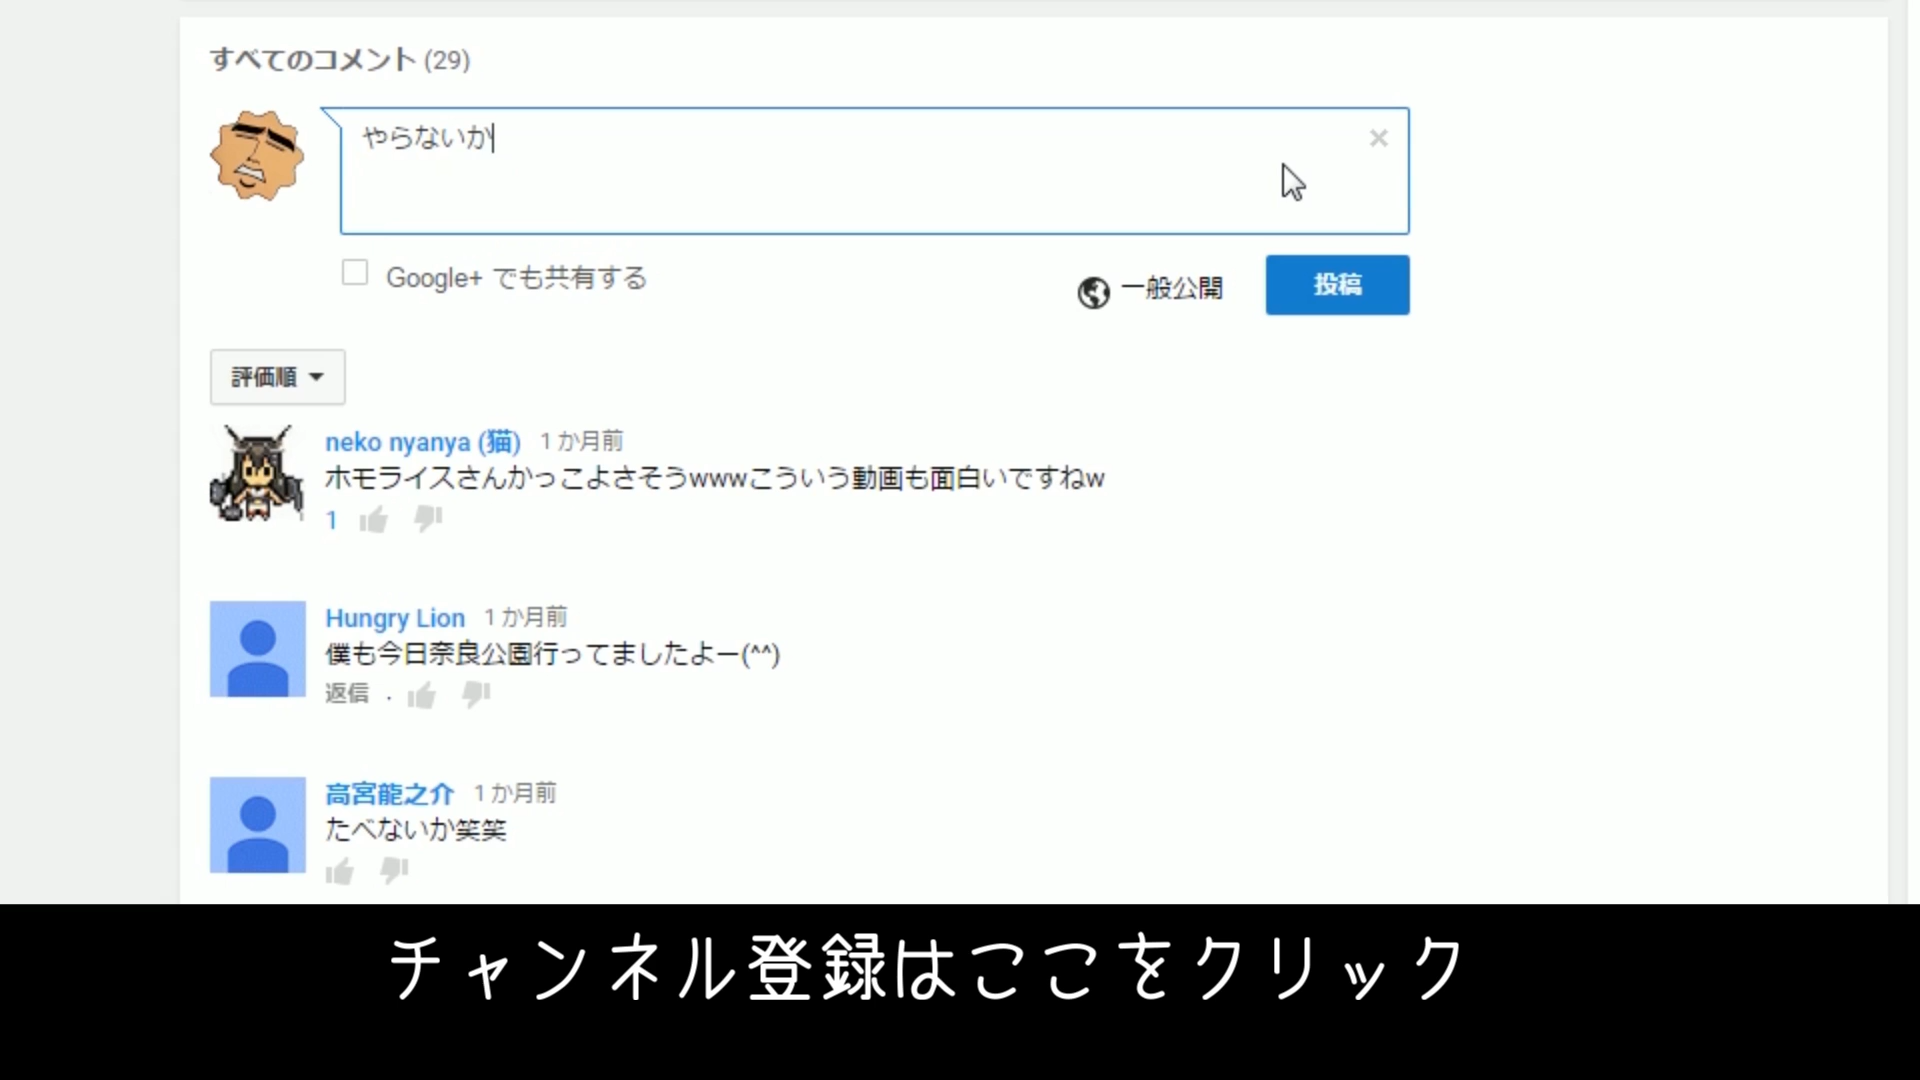 すべてのコメント (29)
やらないか
Google+ でも共有する
一般公開
投稿
評価順
neko nyanya (猫) 1 か月前
ホモライスさんかっこよさそうwwwこういう動画も面白いですねw
1
Hungry Lion 1 か月前
僕も今日奈良公園行ってましたよー(^^)
返信 .
高宮龍之介 1 か月前
たべないか笑笑
チャンネル登録はここをクリック